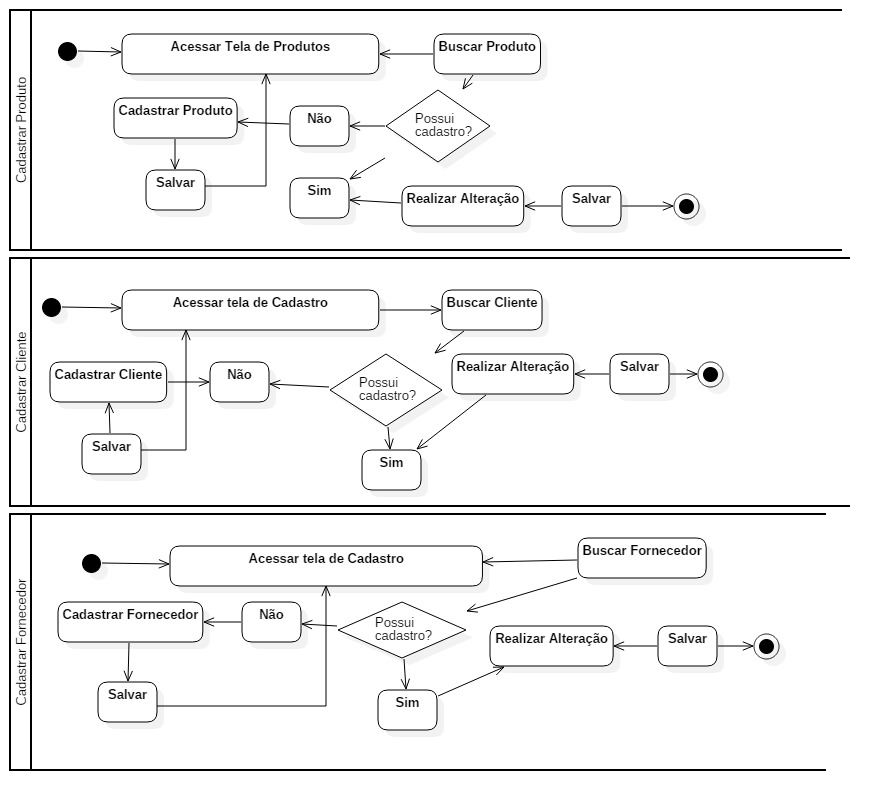 Cadastrar Produto
Acessar Tela de Produtos
Buscar Produto
Cadastrar Produto
Não
Possui
cadastro?
Salvar
Sim
Realizar Alteração
Salvar
Cadastrar Cliente
Acessar tela de Cadastro
Buscar Cliente
Cadastrar Cliente
Não
Possui
cadastro?
Realizar Alteração
Salvar
Salvar
Sim
Cadastrar Fornecedor
Acessar tela de Cadastro
Buscar Fornecedor
Cadastrar Fornecedor
Não
Possui
cadastro?
Realizar Alteração
Salvar
Salvar
Sim